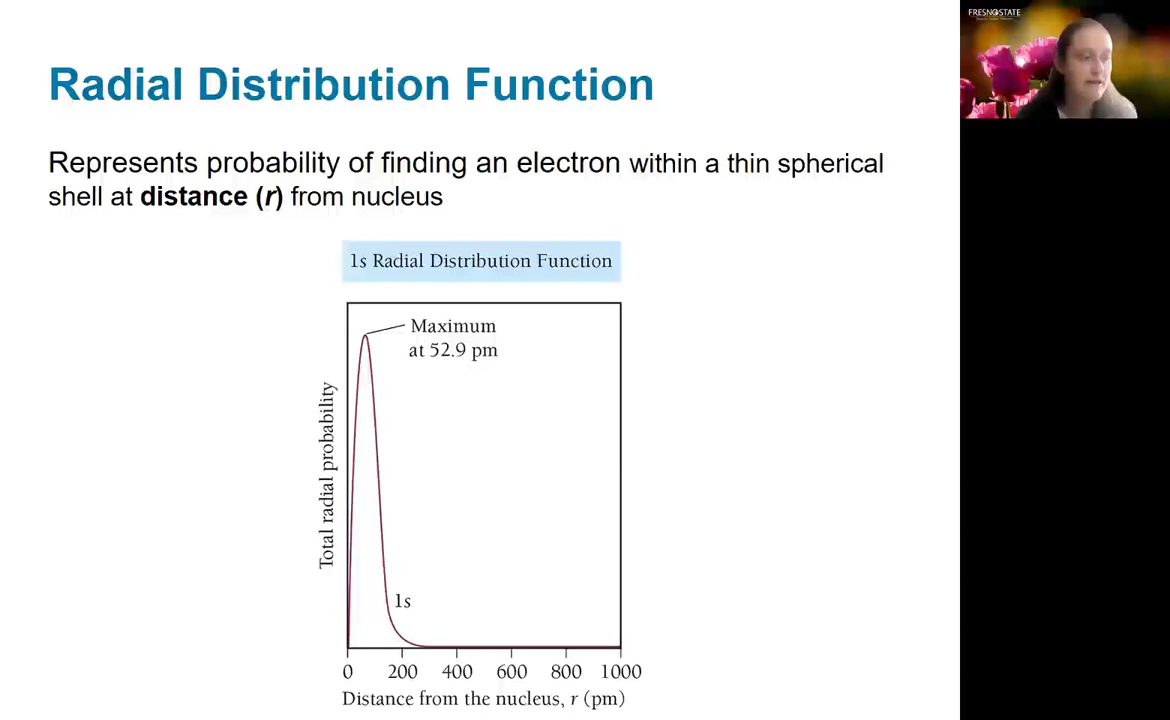 Radial Distribution Function
FRESNO STATE
Represents probability of finding an electron within a thin spherical
shell at distance (r) from nucleus
1s Radial Distribution Function
Maximum
at 52.9 pm
Total radial probability
1s
0 200 400 600 800 1000
Distance from the nucleus, r (pm)